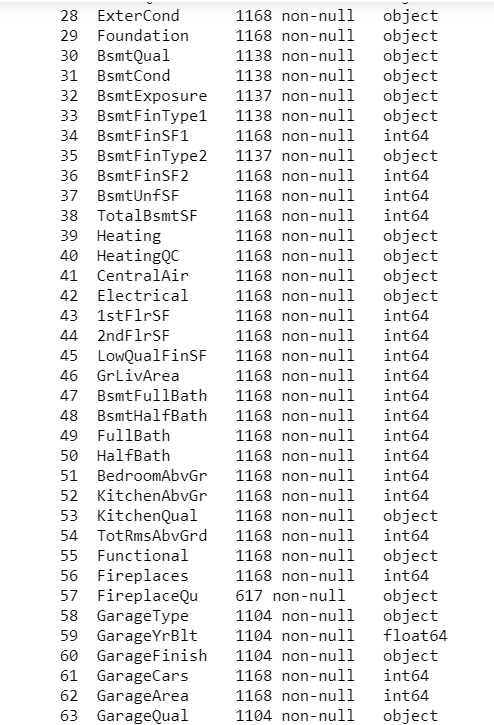 28 ExterCond 1168 non-null object
29 Foundation 1168 non-null object
30 BsmtQual 1138 non-null object
31 BsmtCond 1138 non-null object
32 BsmtExposure 1137 non-null object
33 BsmtFinType1 1138 non-null object
34 BsmtFinSF1 1168 non-null int64
35 BsmtFinType2 1137 non-null object
36 BsmtFinSF2 1168 non-null int64
37 BsmtUnfSF 1168 non-null int64
38 TotalBsmtSF 1168 non-null int64
39 Heating 1168 non-null object
40 HeatingQC 1168 non-null object
41 CentralAir 1168 non-null object
42 Electrical 1168 non-null object
43 1stFlrSF 1168 non-null int64
44 2ndFlrSF 1168 non-null int64
45 LowQualFinSF 1168 non-null int64
46 GrLivArea 1168 non-null int64
47 BsmtFullBath 1168 non-null int64
48 BsmtHalfBath 1168 non-null int64
49 FullBath 1168 non-null int64
50 HalfBath 1168 non-null int64
51 BedroomAbvGr 1168 non-null int64
52 KitchenAbvGr 1168 non-null int64
53 KitchenQual 1168 non-null object
54 TotRmsAbvGrd 1168 non-null int64
55 Functional 1168 non-null object
56 Fireplaces 1168 non-null int64
57 FireplaceQu 617 non-null object
58 GarageType 1104 non-null object
59 GarageYrBlt 1104 non-null float64
60 GarageFinish 1104 non-null object
61 GarageCars 1168 non-null int64
62 GarageArea 1168 non-null int64
63 GarageQual 1104 non-null object